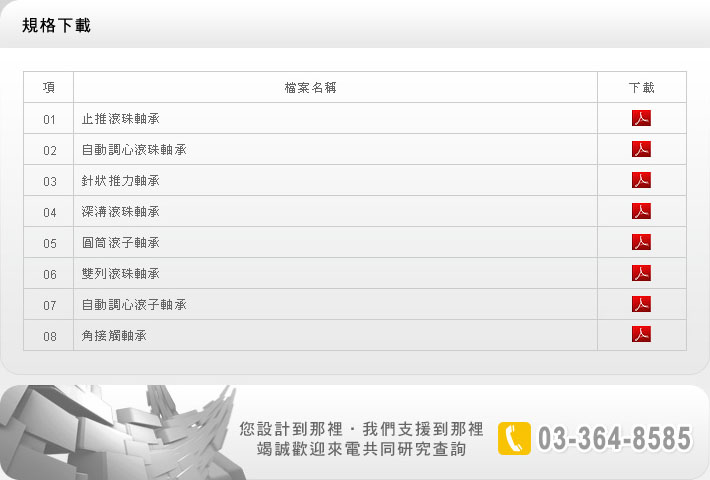 規格下載
項 檔案名稱 下載
01 止推滾珠軸承
02 自動調心滾珠軸承
03 針狀推力軸承
04 深溝滾珠軸承
05 圓筒滾子軸承
06 雙列滾珠軸承
07 自動調心滾子軸承
08 角接觸軸承
您設計到那裡・我們支援到那裡
竭誠歡迎來電共同研究查詢
03-364-8585